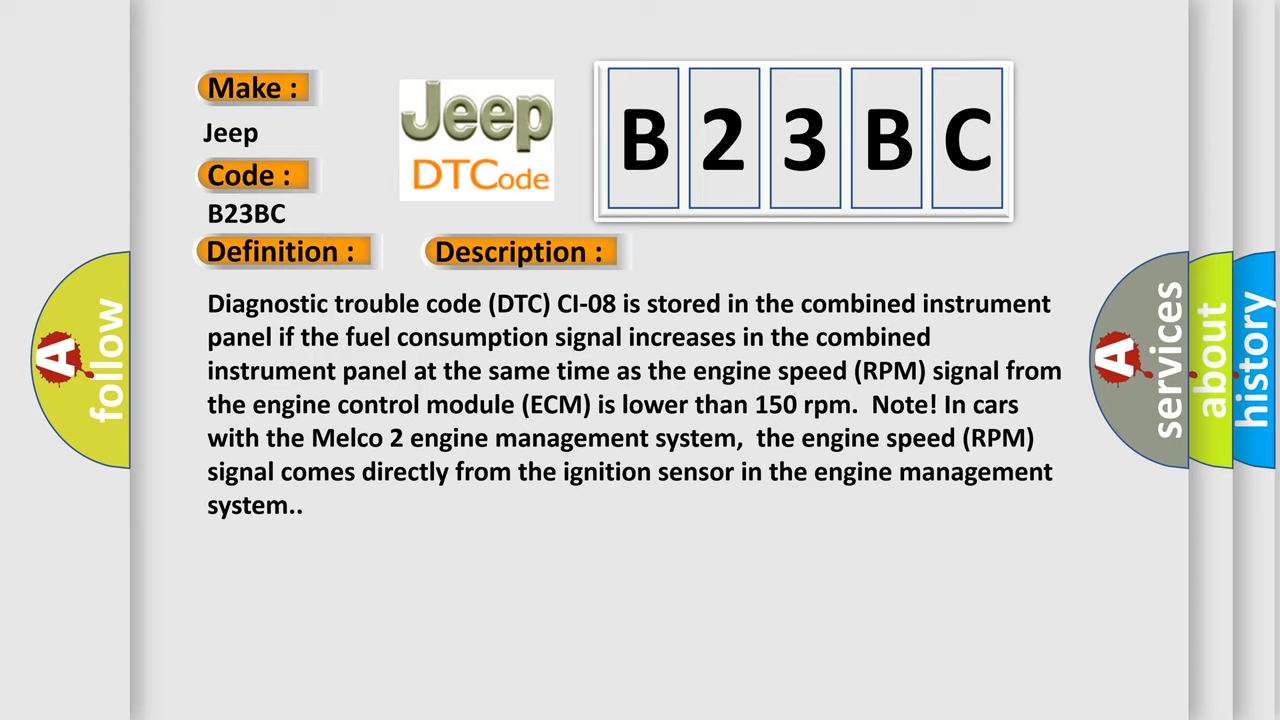 Make :
Jeep
Code :
B23BC
Definition :
Description :
Jeep
DTCode
B23BC
Diagnostic trouble code (DTC) CI-08 is stored in the combined instrument
panel if the fuel consumption signal increases in the combined
instrument panel at the same time as the engine speed (RPM) signal from
the engine control module (ECM) is lower than 150 rpm.  Note! In cars
with the Melco 2 engine management system,  the engine speed (RPM)
signal comes directly from the ignition sensor in the engine management
system..
A follow
A services
about
history